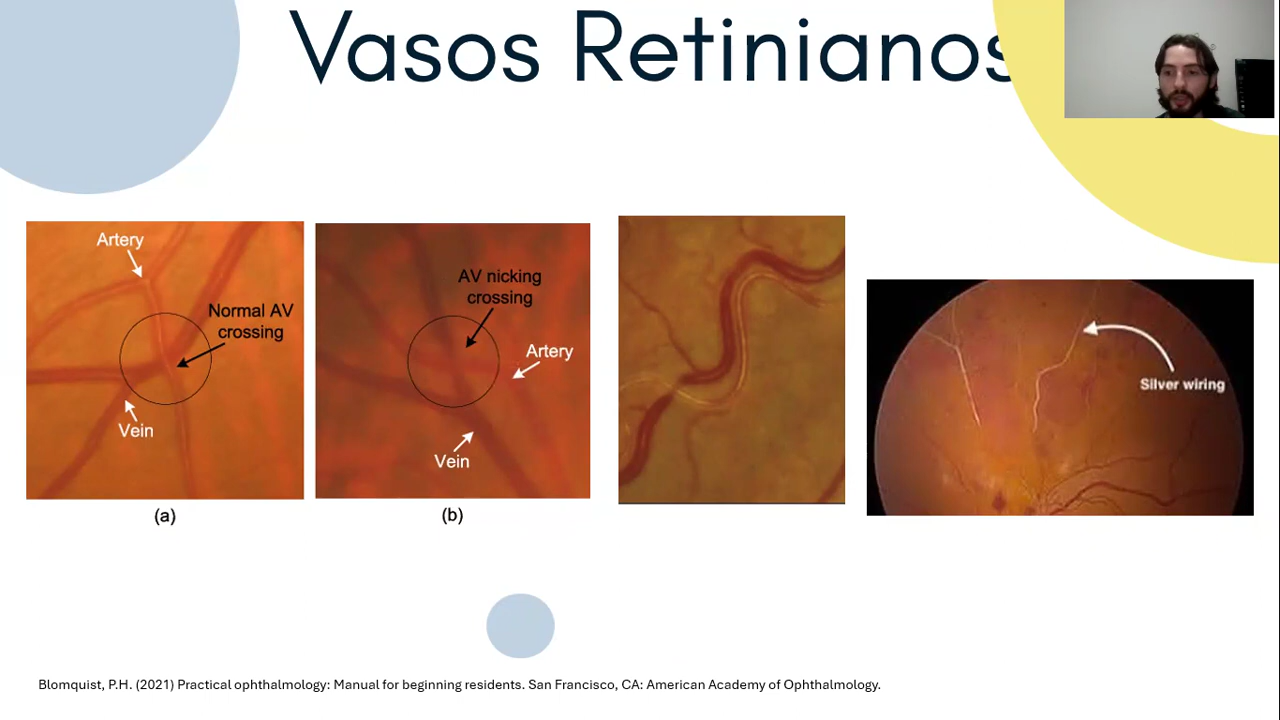 Vasos Retinianos
Artery
Normal AV
crossing
Vein
(a)
AV nicking
crossing
Artery
Vein
(b)
Silver wiring
Blomquist, P.H. (2021) Practical ophthalmology: Manual for beginning residents. San Francisco, CA: American Academy of Ophthalmology.